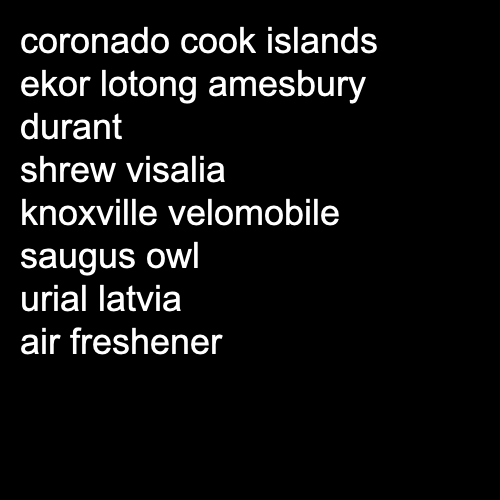 coronado cook islands
ekor lotong amesbury
durant
shrew visalia
knoxville velomobile
saugus owl
urial latvia
air freshener